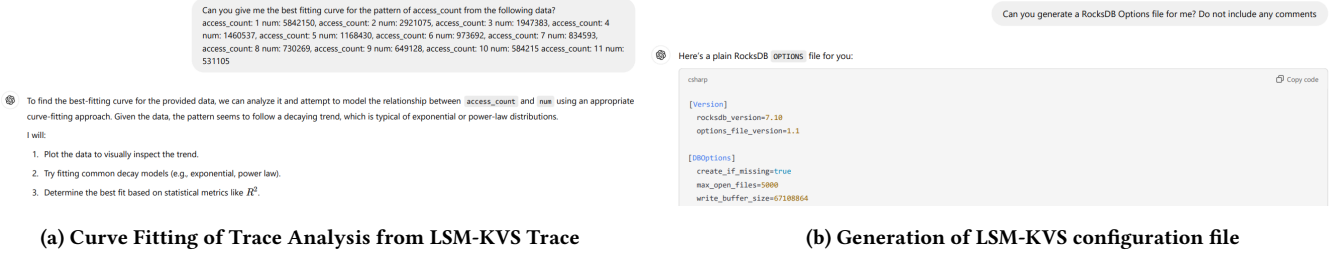 Can you give me the best fitting curve for the pattern of access_count from the following data?
access_count: 1 num: 5842150, access_count: 2 num: 2921075, access_count: 3 num: 1947383, access_count: 4
num: 1460537, access_count: 5 num: 1168430, access_count: 6 num: 973692, access_count: 7 num: 834593,
access_count: 8 num: 730269, access_count: 9 num: 649128, access_count: 10 num: 584215 access_count: 11 num:
531105
To find the best-fitting curve for the provided data, we can analyze it and attempt to model the relationship between access_count and num using an appropriate
curve-fitting approach. Given the data, the pattern seems to follow a decaying trend, which is typical of exponential or power-law distributions.
I will:
1. Plot the data to visually inspect the trend.
2. Try fitting common decay models (e.g., exponential, power law).
3. Determine the best fit based on statistical metrics like R².
(a) Curve Fitting of Trace Analysis from LSM-KVS Trace
Can you generate a RocksDB Options file for me? Do not include any comments
Here's a plain RocksDB OPTIONS file for you:
csharp
Copy code
[Version]
rocksdb_version=7.10
options_file_version=1.1
[DBOptions]
create_if_missing=true
max_open_files=5000
write_buffer_size=67108864
(b) Generation of LSM-KVS configuration file